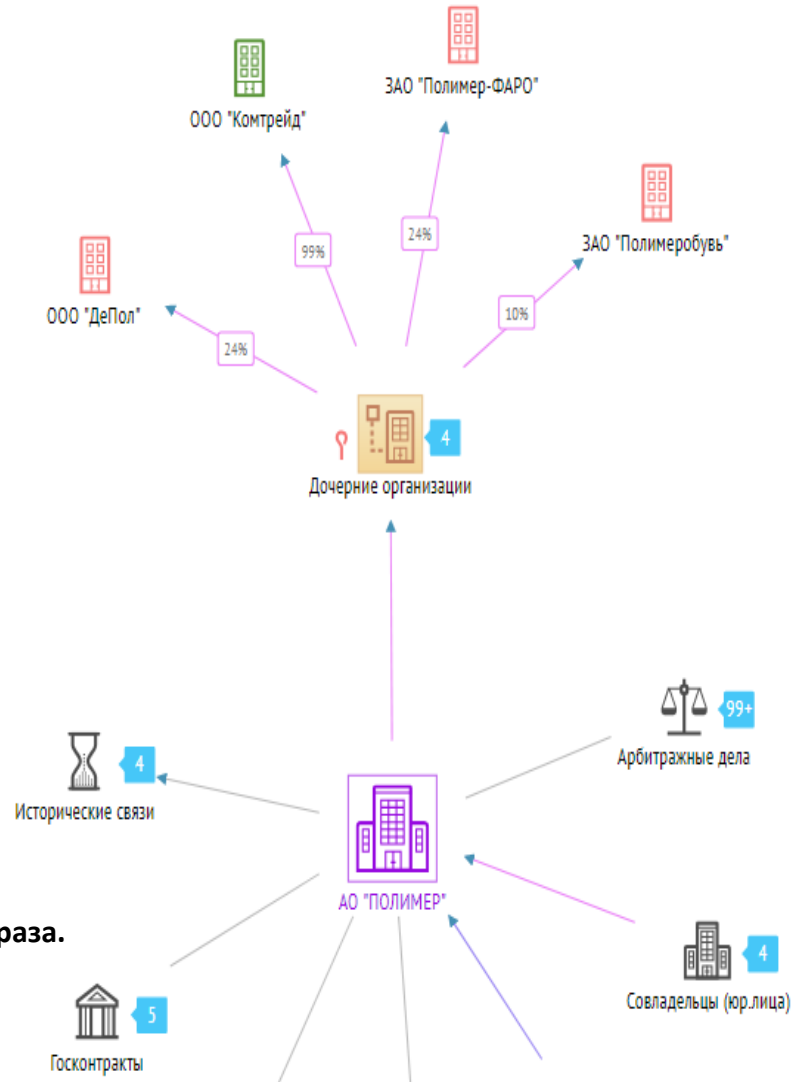 ЗАО "Полимер-ФАРО"
ООО "Комтрейд"
ЗАО "Полимеробувь"
ООО "ДеПол"
99%
24%
10%
24%
4
Дочерние организации
99+
Арбитражные дела
4
Исторические связи
АО "ПОЛИМЕР"
раза.
4
Совладельцы (юр.лица)
5
Госконтракты